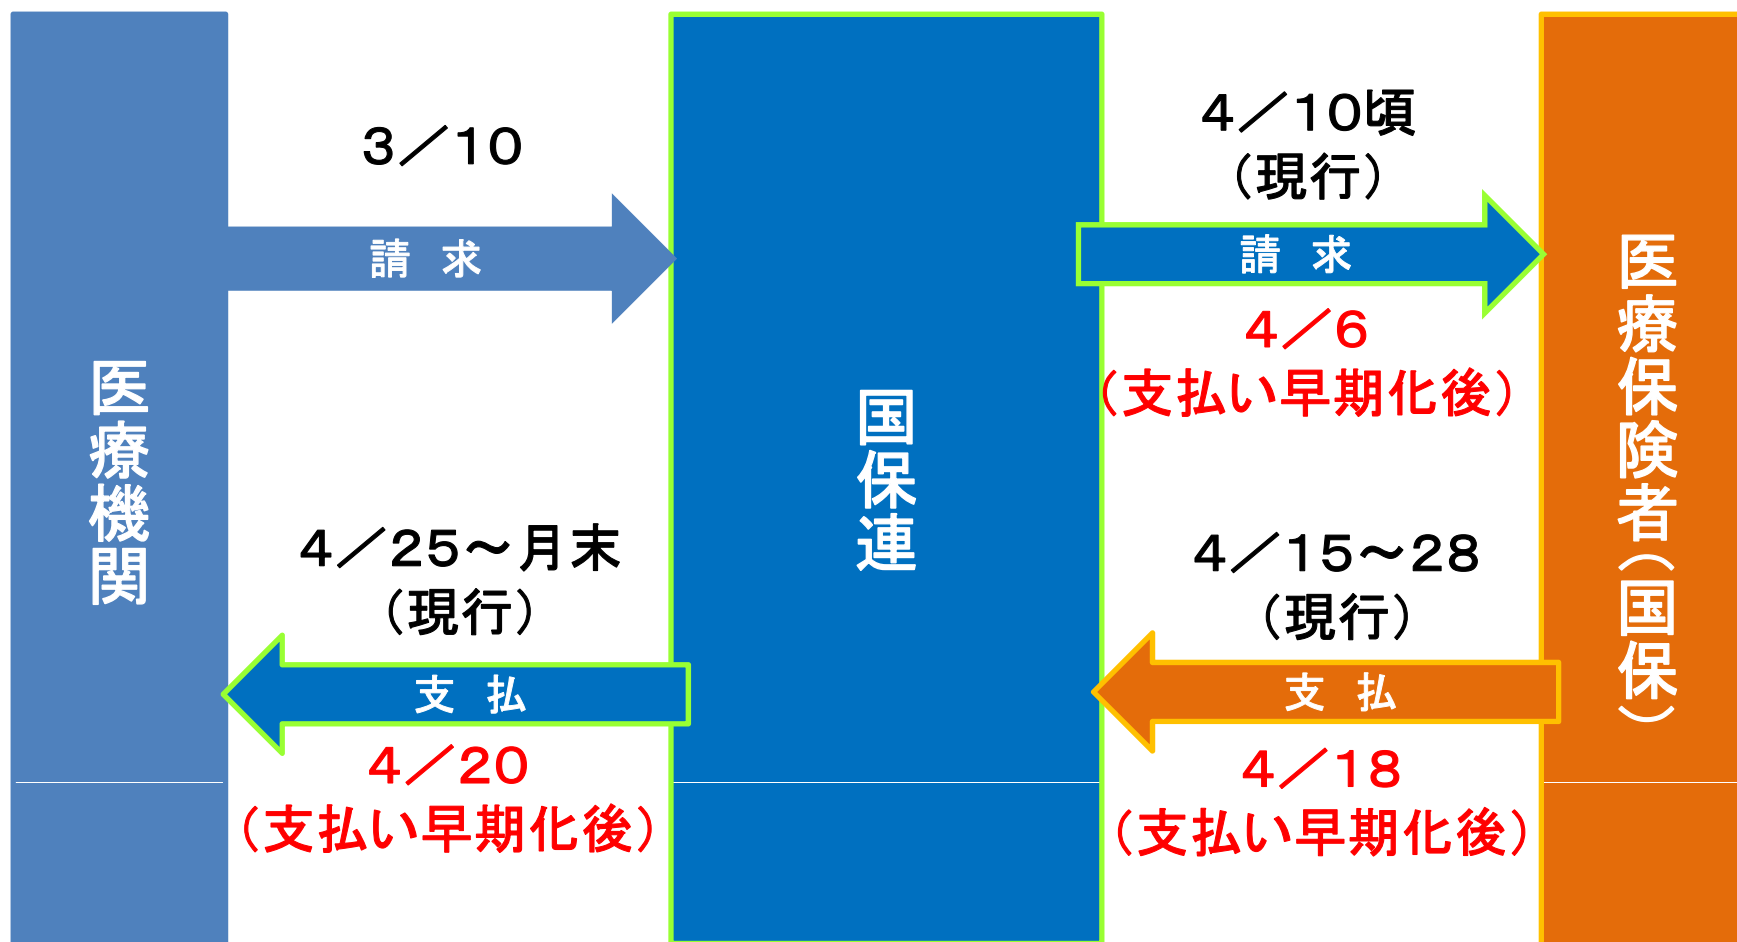 医療機関
3／10
請 求
4／25～月末
（現行）
支 払
4／20
（支払い早期化後）
国保連
4／10頃
（現行）
請 求
4／6
（支払い早期化後）
4／15～28
（現行）
支 払
4／18
（支払い早期化後）
医療保険者（国保）